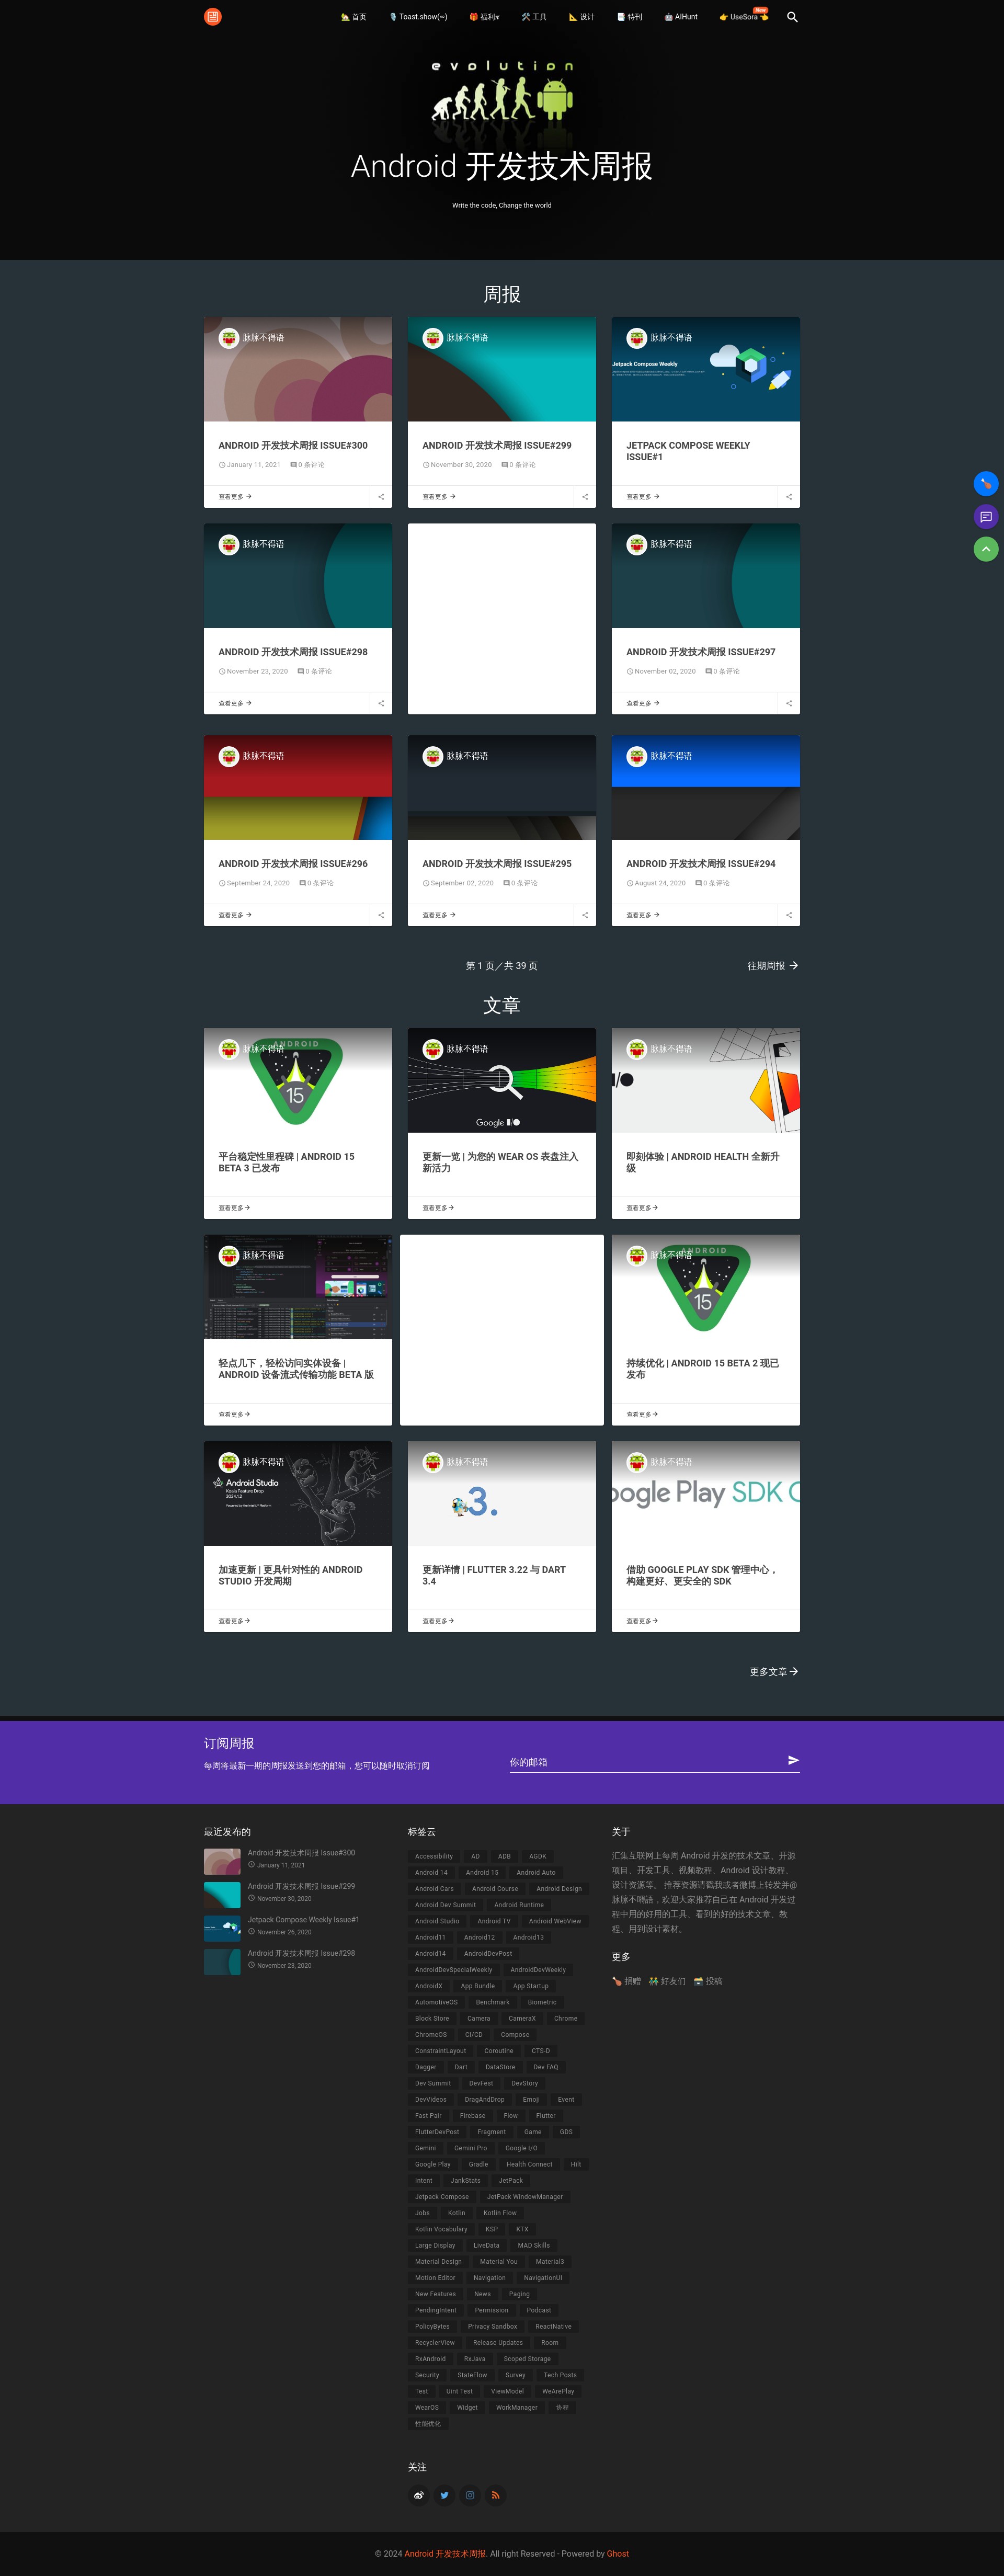 🏡 首页
🎙️ Toast.show(∞)
🎁 福利
🛠 工具
📐 设计
📑 特刊
🤖 AIHunt
👉 UseSora 👈
New
evolution
Android 开发技术周报
Write the code, Change the world
周报
脉脉不得语
ANDROID 开发技术周报 ISSUE#300
January 11, 2021 0 条评论
查看更多
脉脉不得语
ANDROID 开发技术周报 ISSUE#299
November 30, 2020 0 条评论
查看更多
脉脉不得语
Jetpack Compose Weekly
JETPACK COMPOSE WEEKLY
ISSUE#1
查看更多
脉脉不得语
ANDROID 开发技术周报 ISSUE#298
November 23, 2020 0 条评论
查看更多
脉脉不得语
ANDROID 开发技术周报 ISSUE#297
November 02, 2020 0 条评论
查看更多
脉脉不得语
ANDROID 开发技术周报 ISSUE#296
September 24, 2020 0 条评论
查看更多
脉脉不得语
ANDROID 开发技术周报 ISSUE#295
September 02, 2020 0 条评论
查看更多
脉脉不得语
ANDROID 开发技术周报 ISSUE#294
August 24, 2020 0 条评论
查看更多
第 1 页／共 39 页
往期周报
文章
脉脉不得语
ANDROID
15
平台稳定性里程碑 | ANDROID 15
BETA 3 已发布
查看更多
脉脉不得语
Google I/O
更新一览 | 为您的 WEAR OS 表盘注入
新活力
查看更多
脉脉不得语
I/O
即刻体验 | ANDROID HEALTH 全新升
级
查看更多
脉脉不得语
轻点几下，轻松访问实体设备 |
ANDROID 设备流式传输功能 BETA 版
查看更多
脉脉不得语
ANDROID
15
持续优化 | ANDROID 15 BETA 2 现已
发布
查看更多
脉脉不得语
Android Studio
Koala Feature Drop
2024.1.2
加速更新 | 更具针对性的 ANDROID
STUDIO 开发周期
查看更多
脉脉不得语
3.
更新详情 | FLUTTER 3.22 与 DART
3.4
查看更多
脉脉不得语
oogle Play SDK C
借助 GOOGLE PLAY SDK 管理中心，
构建更好、更安全的 SDK
查看更多
更多文章
订阅周报
每周将最新一期的周报发送到您的邮箱，您可以随时取消订阅
你的邮箱
最近发布的
Android 开发技术周报 Issue#300
January 11, 2021
Android 开发技术周报 Issue#299
November 30, 2020
Jetpack Compose Weekly Issue#1
November 26, 2020
Android 开发技术周报 Issue#298
November 23, 2020
标签云
Accessibility AD ADB AGDK
Android 14 Android 15 Android Auto
Android Cars Android Course Android Design
Android Dev Summit Android Runtime
Android Studio Android TV Android WebView
Android11 Android12 Android13
Android14 AndroidDevPost
AndroidDevSpecialWeekly AndroidDevWeekly
AndroidX App Bundle App Startup
AutomotiveOS Benchmark Biometric
Block Store Camera CameraX Chrome
ChromeOS CI/CD Compose
ConstraintLayout Coroutine CTS-D
Dagger Dart DataStore Dev FAQ
Dev Summit DevFest DevStory
DevVideos DragAndDrop Emoji Event
Fast Pair Firebase Flow Flutter
FlutterDevPost Fragment Game GDS
Gemini Gemini Pro Google I/O
Google Play Gradle Health Connect Hilt
Intent JankStats JetPack
Jetpack Compose JetPack WindowManager
Jobs Kotlin Kotlin Flow
Kotlin Vocabulary KSP KTX
Large Display LiveData MAD Skills
Material Design Material You Material3
Motion Editor Navigation NavigationUI
New Features News Paging
PendingIntent Permission Podcast
PolicyBytes Privacy Sandbox ReactNative
RecyclerView Release Updates Room
RxAndroid RxJava Scoped Storage
Security StateFlow Survey Tech Posts
Test Uint Test ViewModel WeArePlay
WearOS Widget WorkManager 协程
性能优化
关注
关于
汇集互联网上每周 Android 开发的技术文章、开源
项目、开发工具、视频教程、Android 设计教程、
设计资源等。 推荐资源请戳我或者微博上转发并@
脉脉不嘚語，欢迎大家推荐自己在 Android 开发过
程中用的好用的工具、看到的好的技术文章、教
程、用到设计素材。
更多
🍗 捐赠 👬 好友们 🗃 投稿
© 2024 Android 开发技术周报. All right Reserved - Powered by Ghost